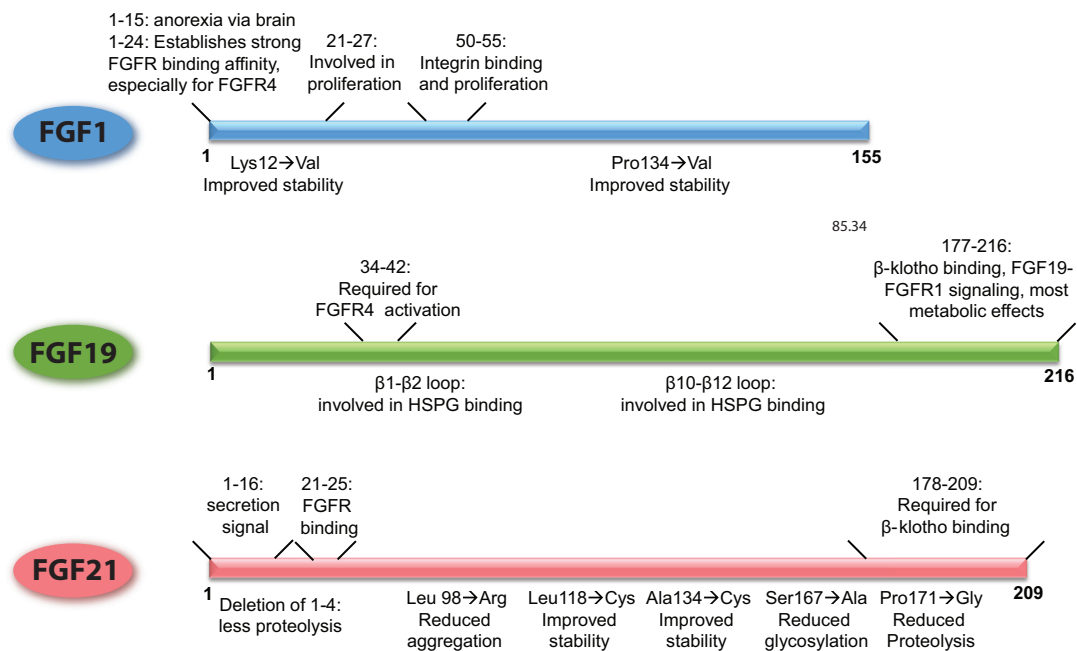 1-15: anorexia via brain
1-24: Establishes strong
FGFR binding affinity,
especially for FGFR4
21-27:
Involved in
proliferation
50-55:
Integrin binding
and proliferation
FGF1
1
155
Lys12→Val
Improved stability
Pro134→Val
Improved stability
85.34
34-42:
Required for
FGFR4 activation
177-216:
β-klotho binding, FGF19-
FGFR1 signaling, most
metabolic effects
FGF19
1
216
β1-β2 loop:
involved in HSPG binding
β10-β12 loop:
involved in HSPG binding
1-16:
secretion
signal
21-25:
FGFR
binding
178-209:
Required for
β-klotho binding
FGF21
1
209
Deletion of 1-4:
less proteolysis
Leu 98→Arg
Reduced
aggregation
Leu118→Cys
Improved
stability
Ala134→Cys
Improved
stability
Ser167→Ala
Reduced
glycosylation
Pro171→Gly
Reduced
Proteolysis